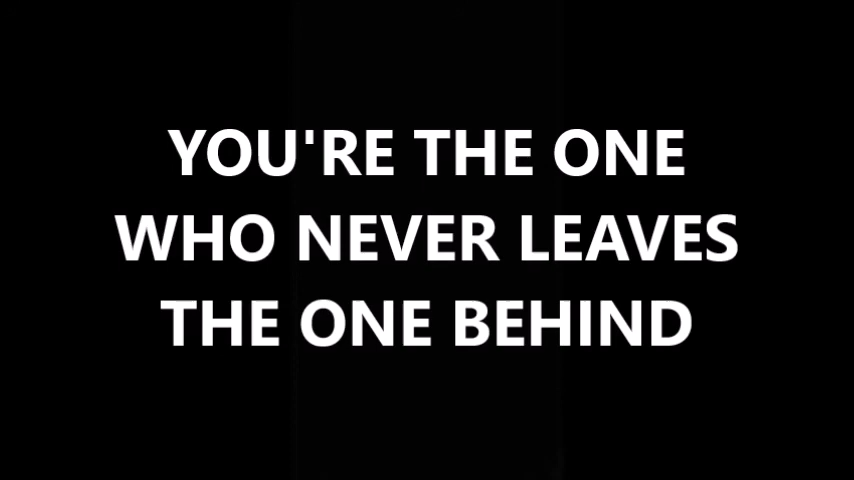 YOU'RE THE ONE
WHO NEVER LEAVES
THE ONE BEHIND